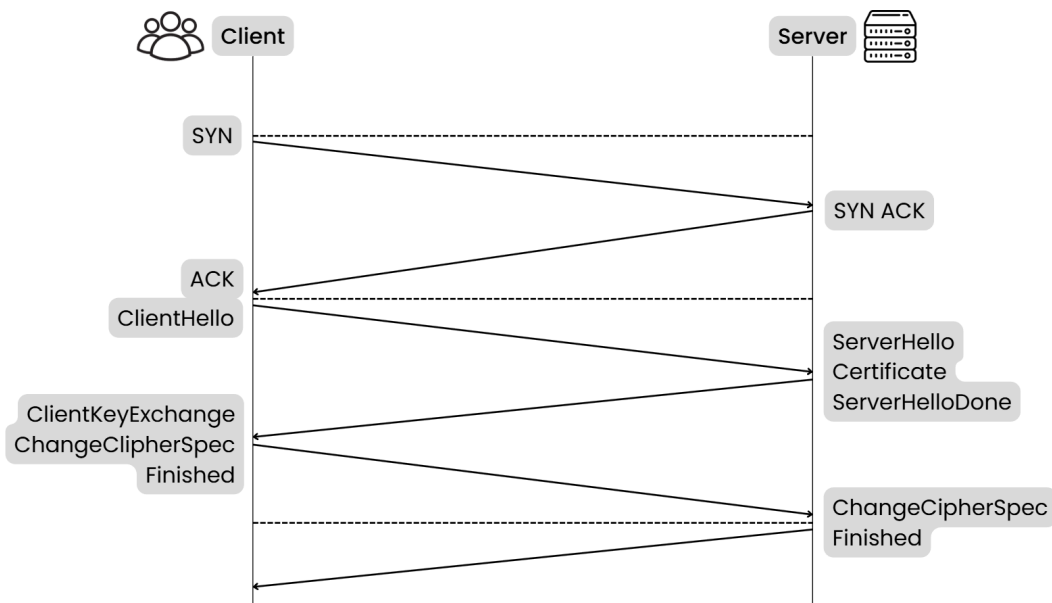 Client
Server
SYN
SYN ACK
ACK
ClientHello
ServerHello
Certificate
ServerHelloDone
ClientKeyExchange
ChangeClipherSpec
Finished
ChangeCipherSpec
Finished